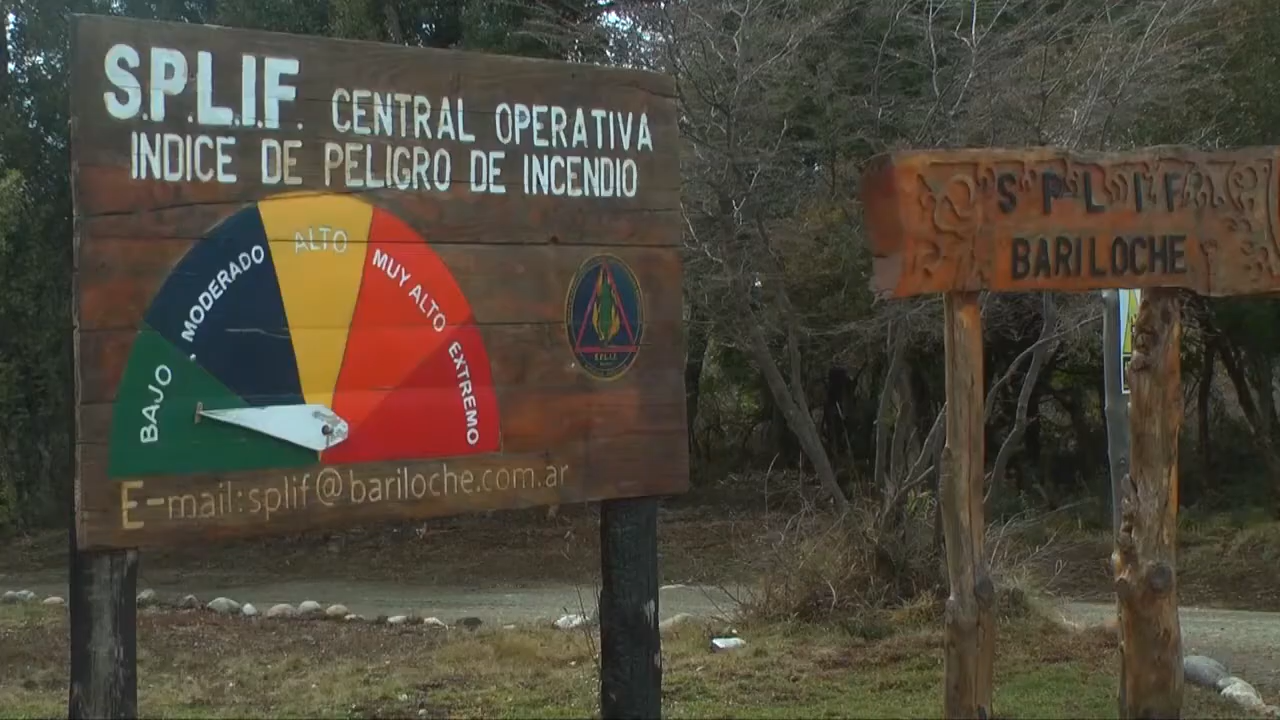 S.P.L.I.F. CENTRAL OPERATIVA
INDICE DE PELIGRO DE INCENDIO
BAJO
MODERADO
ALTO
MUY ALTO
EXTREMO
E-mail:splif@bariloche.com.ar
S P L I F
BARILOCHE